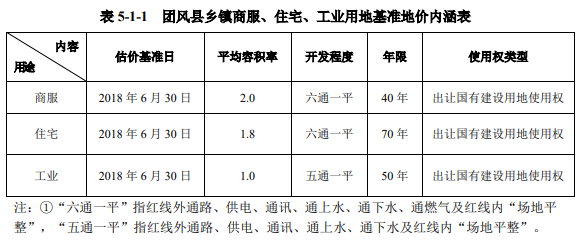 表 5-1-1 团风县乡镇商服、住宅、工业用地基准地价内涵表
内容
用途 估价基准日 平均容积率 开发程度 年限 使用权类型
商服 2018 年 6 月 30 日 2.0 六通一平 40 年 出让国有建设用地使用权
住宅 2018 年 6 月 30 日 1.8 六通一平 70 年 出让国有建设用地使用权
工业 2018 年 6 月 30 日 1.0 五通一平 50 年 出让国有建设用地使用权
注：①“六通一平”指红线外通路、供电、通讯、通上水、通下水、通燃气及红线内“场地平
整”，“五通一平”指红线外通路、供电、通讯、通上水、通下水及红线内“场地平整”。